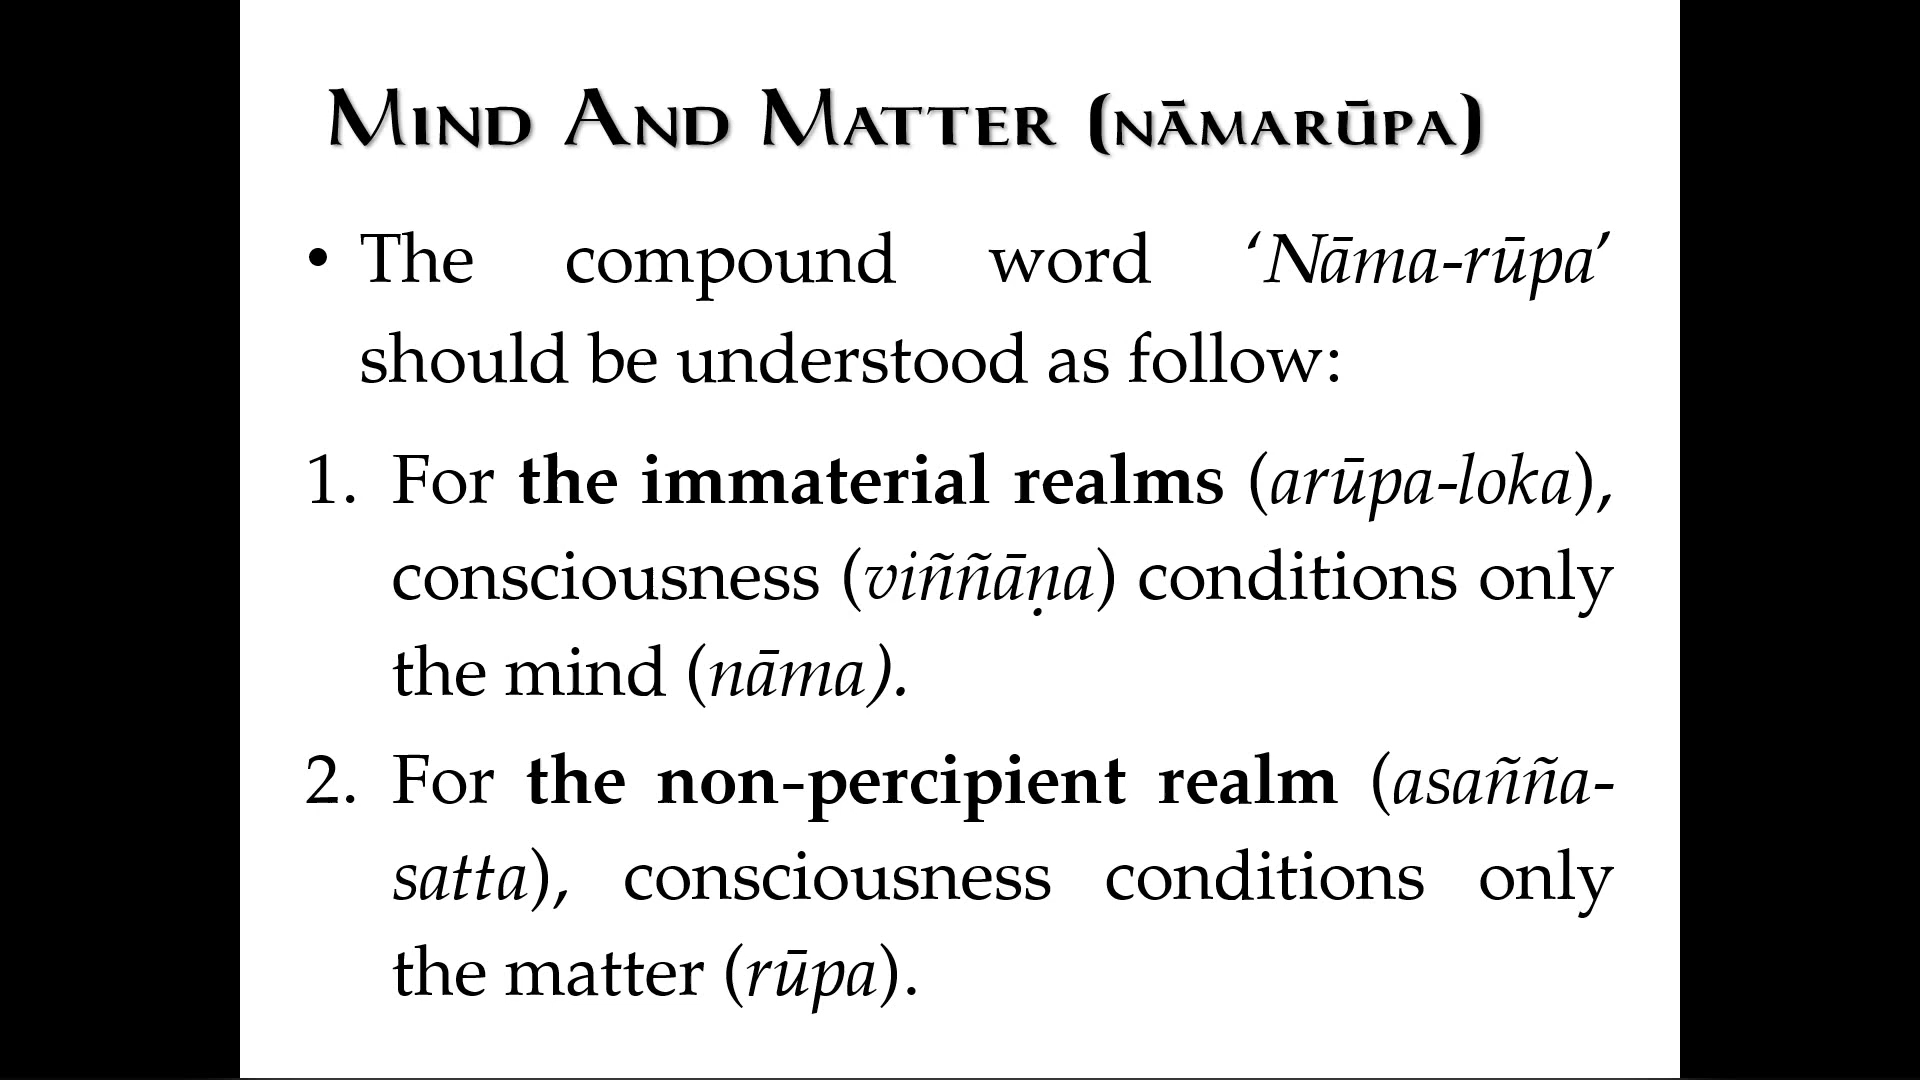 Mind And Matter (nāmarūpa)
• The compound word ‘Nāma-rūpa’
should be understood as follow:
1. For the immaterial realms (arūpa-loka),
consciousness (viññāṇa) conditions only
the mind (nāma).
2. For the non-percipient realm (asañña-
satta), consciousness conditions only
the matter (rūpa).